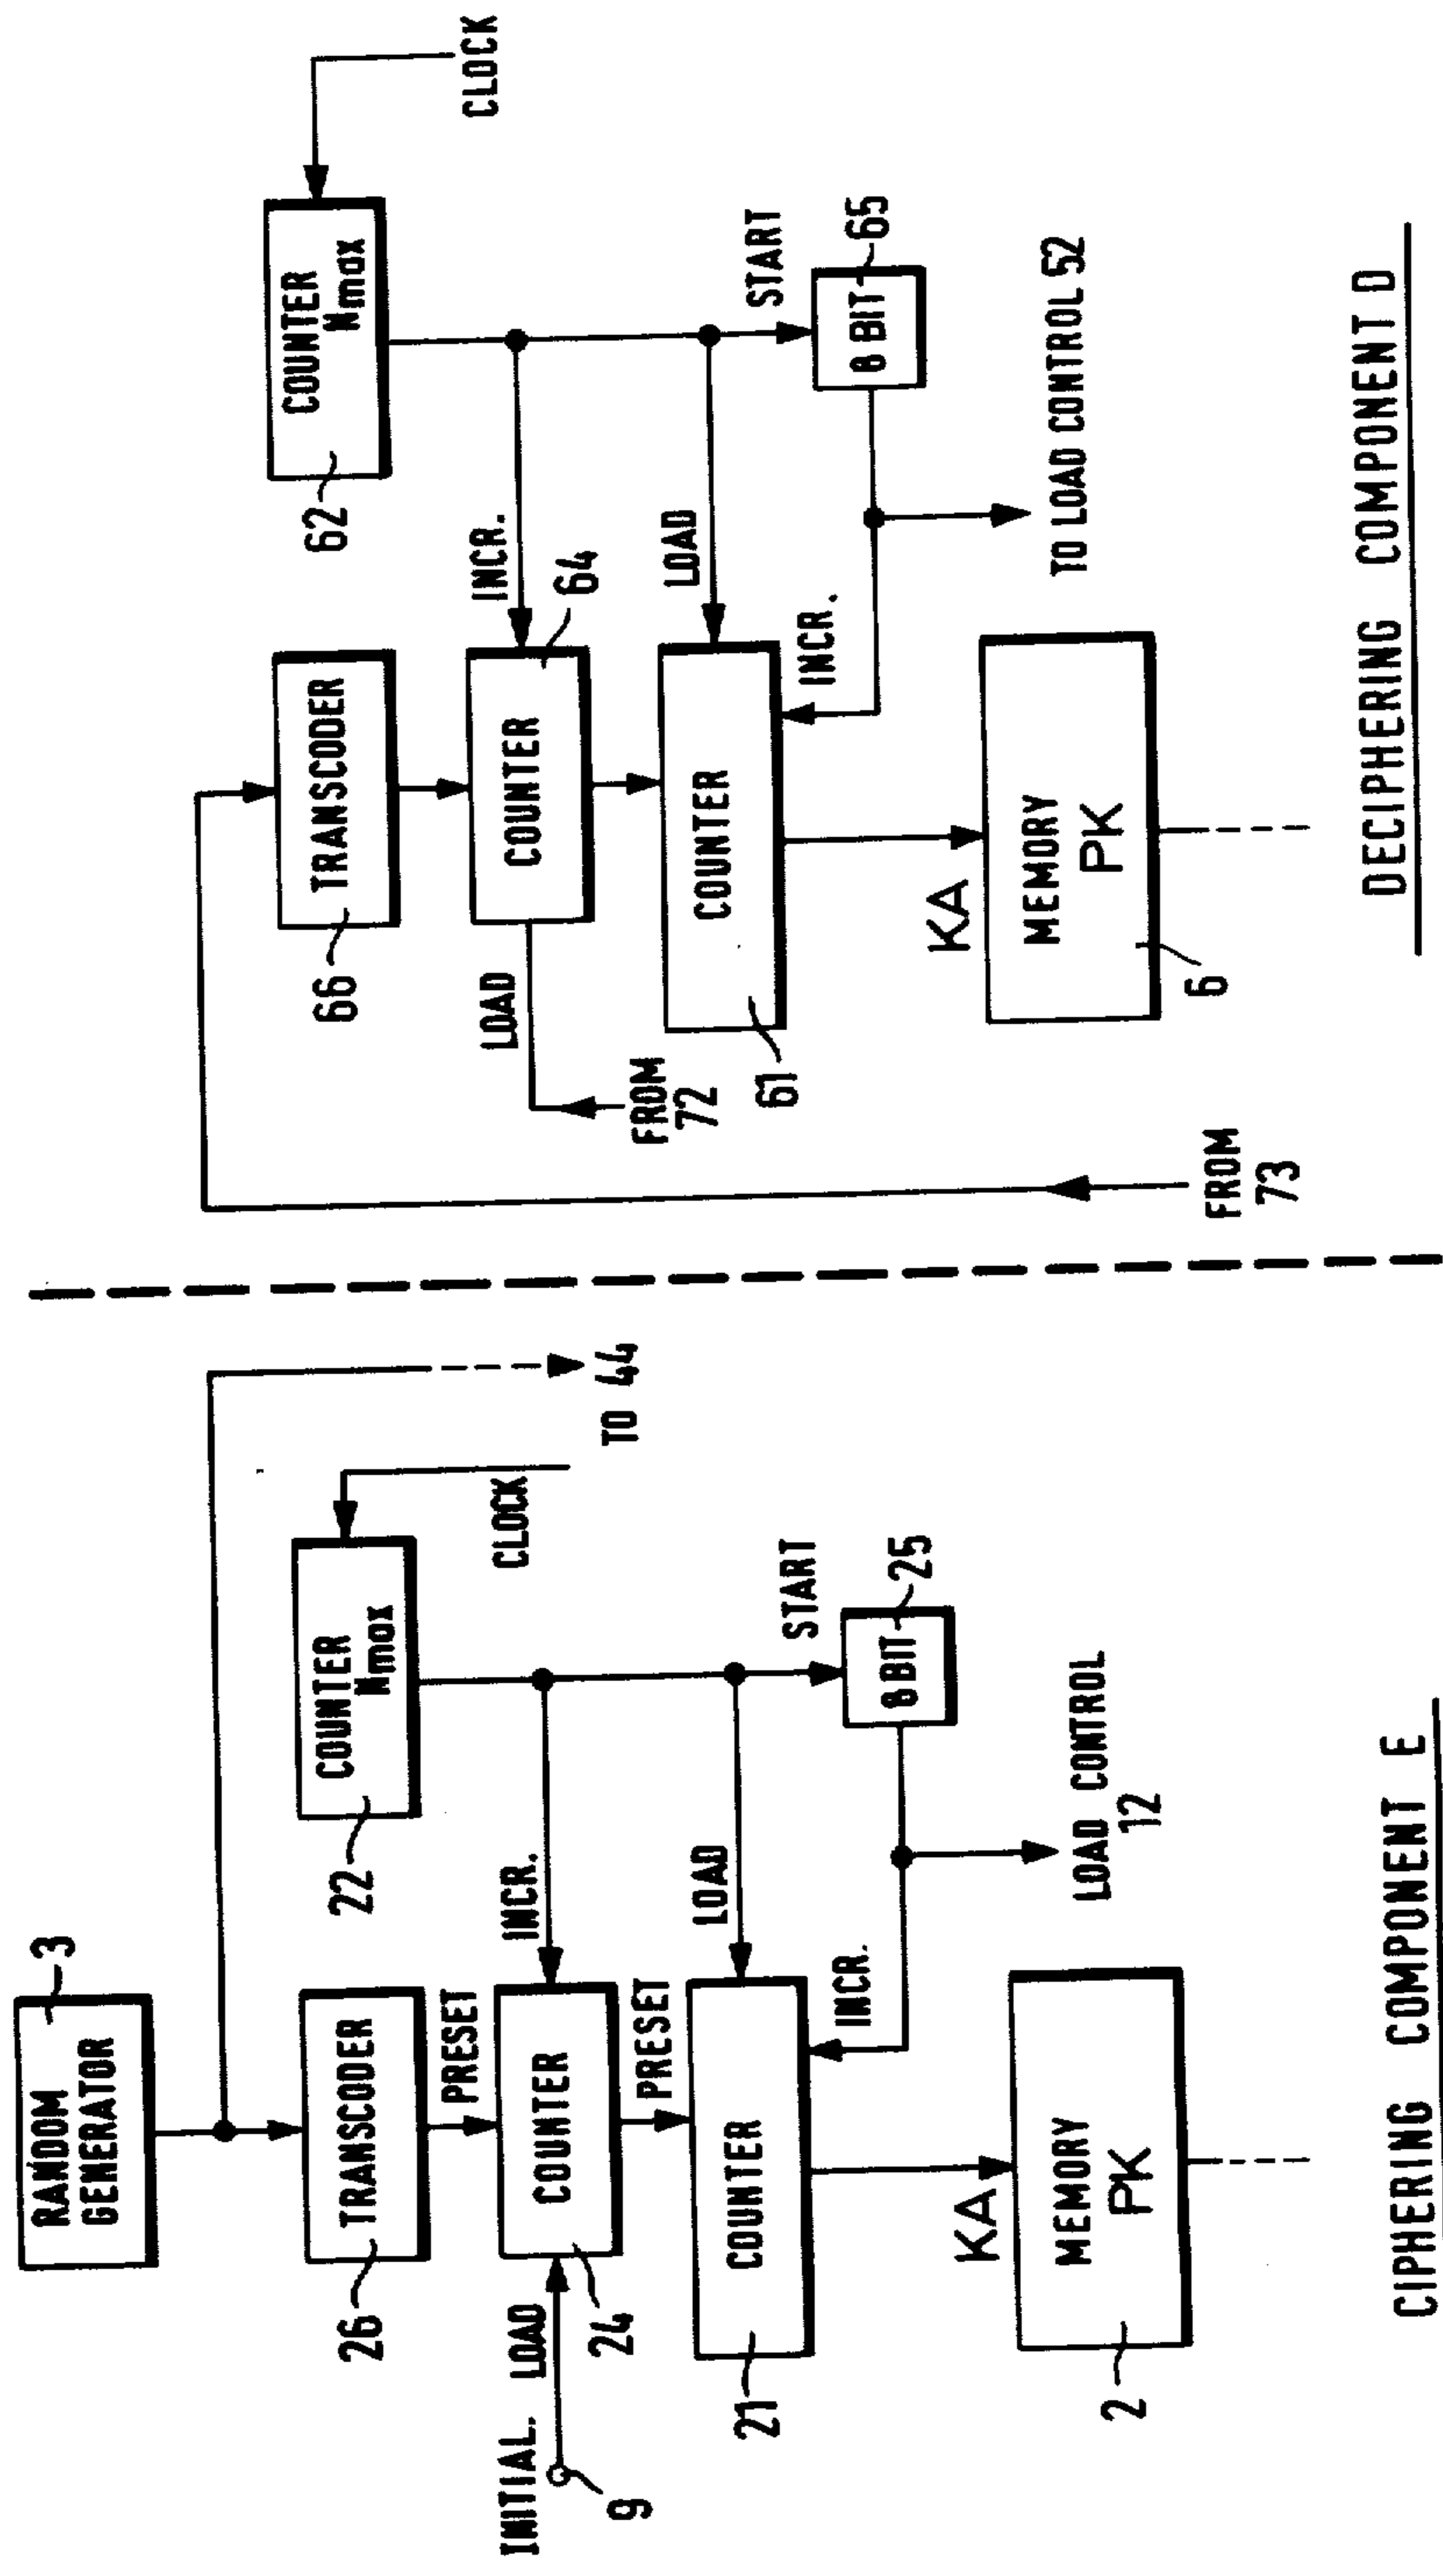 RANDOM
GENERATOR
3
TO 44
26
TRANSCODER
PRESET
22
COUNTER
Nmax
CLOCK
INITIAL. LOAD
9
24
COUNTER
INCR.
PRESET
21
COUNTER
LOAD
START
8 BIT
25
INCR.
KA
LOAD CONTROL
12
2
MEMORY
PK
CIPHERING COMPONENT E
66
TRANSCODER
62
COUNTER
Nmax
CLOCK
LOAD
FROM
72
COUNTER
64
INCR.
61
COUNTER
LOAD
START
8 BIT
65
INCR.
KA
TO LOAD CONTROL 52
FROM
73
6
MEMORY
PK
DECIPHERING COMPONENT D